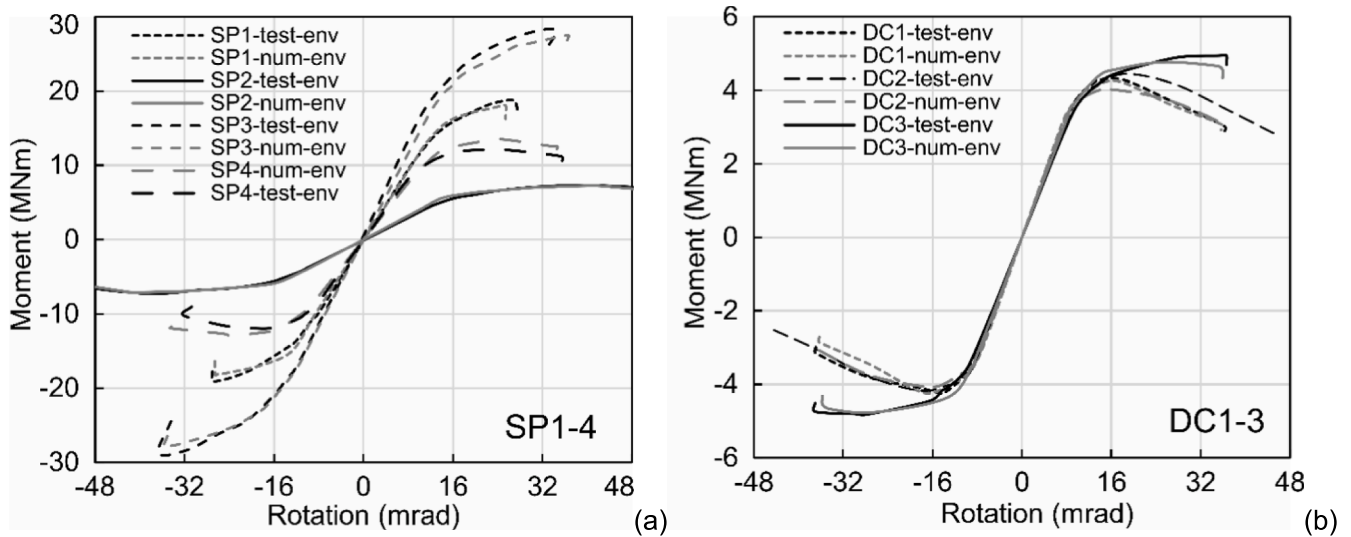 30
20
10
0
-10
-20
-30
Moment (MNm)
SP1-test-env
SP1-num-env
SP2-test-env
SP2-num-env
SP3-test-env
SP3-num-env
SP4-num-env
SP4-test-env
SP1-4
-48 -32 -16 0 16 32 48
Rotation (mrad)
(a)
6
4
2
0
-2
-4
-6
Moment (MNm)
DC1-test-env
DC1-num-env
DC2-test-env
DC2-num-env
DC3-test-env
DC3-num-env
DC1-3
-48 -32 -16 0 16 32 48
Rotation (mrad)
(b)